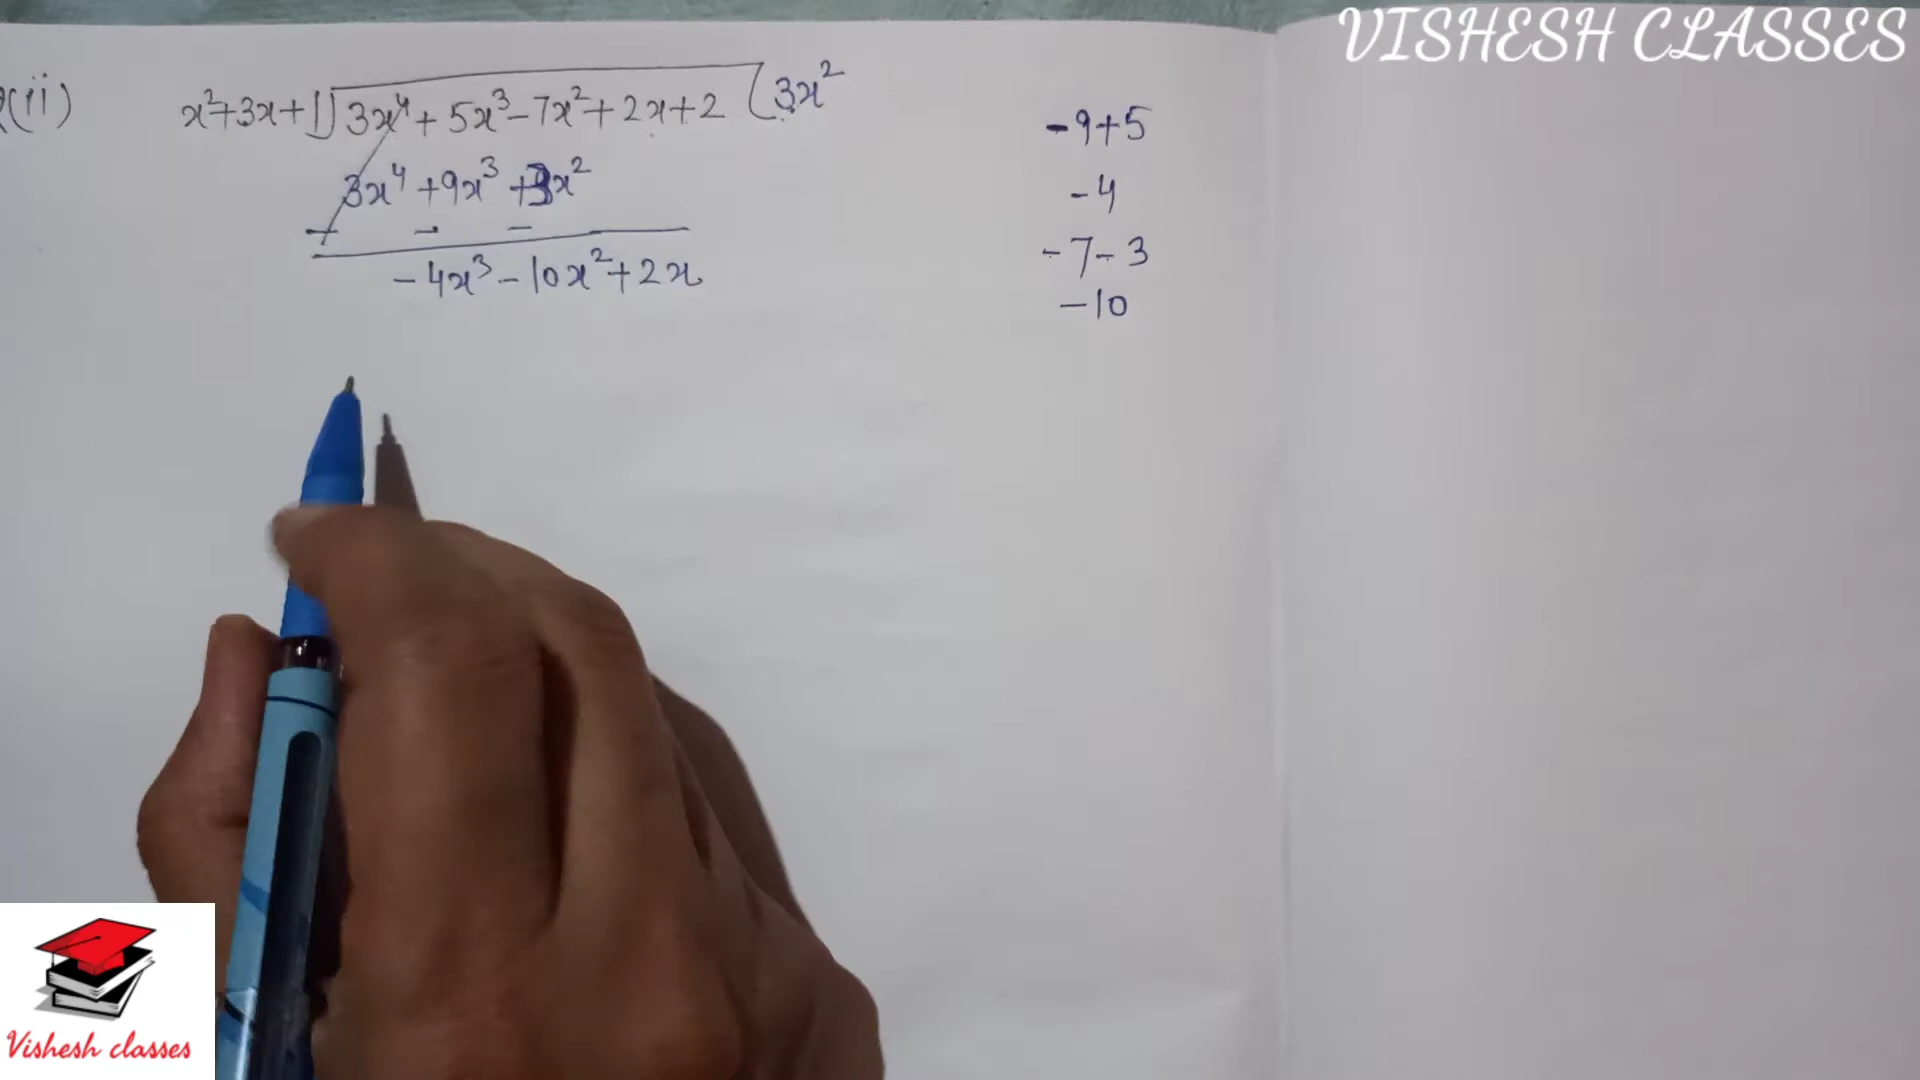 VISHESH CLASSES
(ii) x²+3x+1) 3x⁴ + 5x³ - 7x² + 2x + 2 (3x²
3x⁴ +9x³ +3x²
- - -
-4x³ - 10x² + 2x
-9+5
-4
-7-3
-10
Vishesh classes